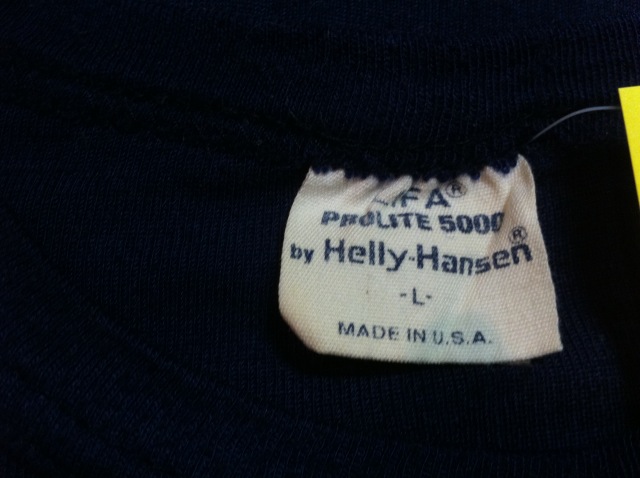 LIFA®
PROLITE 5000
by Helly-Hansen®
-L-
MADE IN U.S.A.